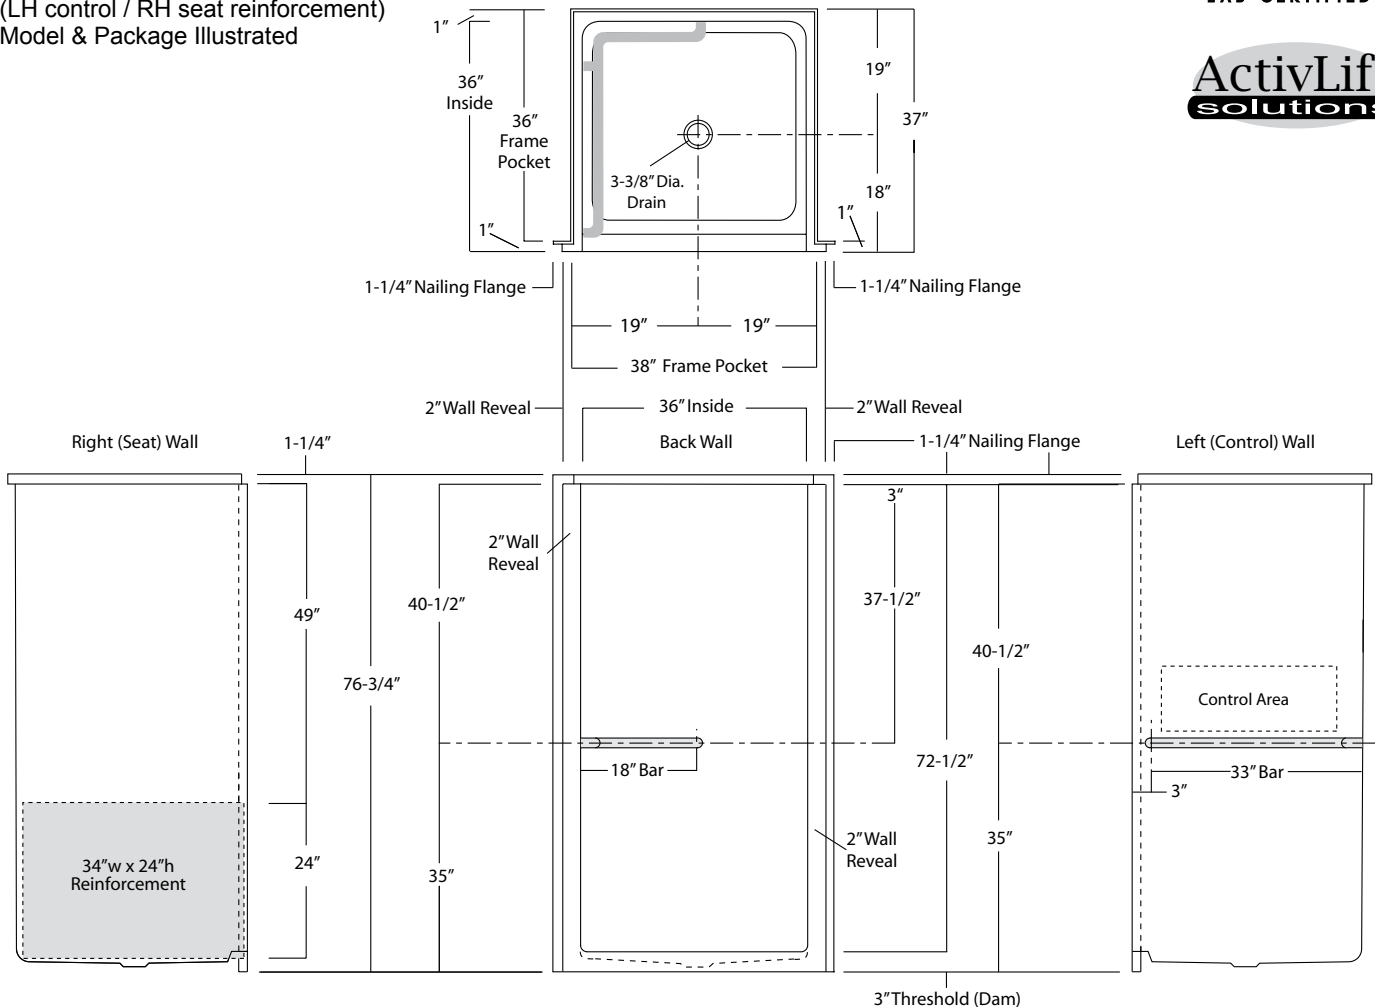 (LH control / RH seat reinforcement)
Model & Package Illustrated
ActivLif
solutions
1”
36”
Inside
36”
Frame
Pocket
1”
3-3/8” Dia.
Drain
19”
37”
18”
1”
1-1/4” Nailing Flange
1-1/4” Nailing Flange
19”
19”
38” Frame Pocket
2” Wall Reveal
36” Inside
2” Wall Reveal
Right (Seat) Wall
1-1/4”
Back Wall
1-1/4” Nailing Flange
Left (Control) Wall
3“
2” Wall
Reveal
49”
40-1/2”
37-1/2”
40-1/2”
76-3/4”
Control Area
18” Bar
72-1/2”
33” Bar
3”
34”w x 24”h
Reinforcement
24”
35”
2” Wall
Reveal
35”
3” Threshold (Dam)